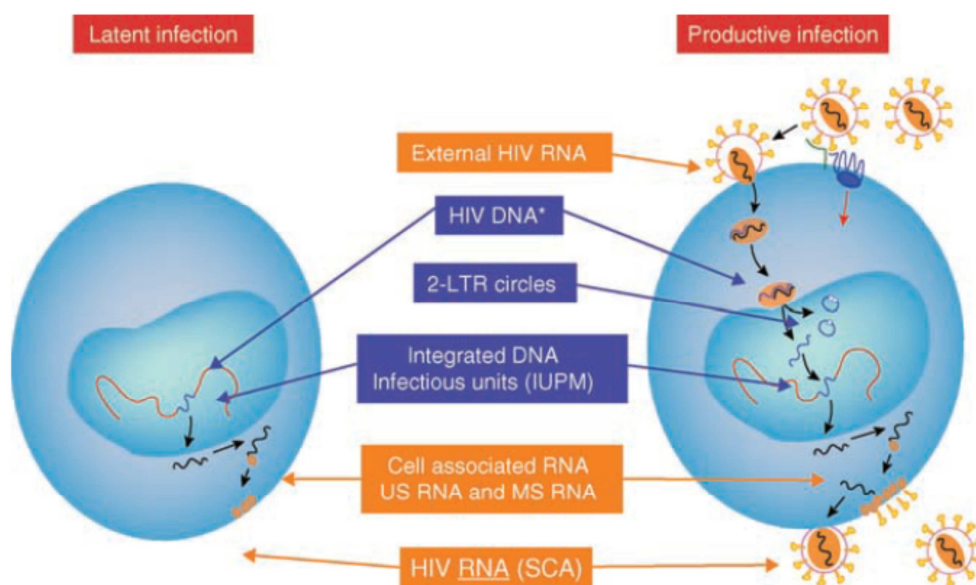 Latent infection
Productive infection
External HIV RNA
HIV DNA*
2-LTR circles
Integrated DNA
Infectious units (IUPM)
Cell associated RNA
US RNA and MS RNA
HIV RNA (SCA)